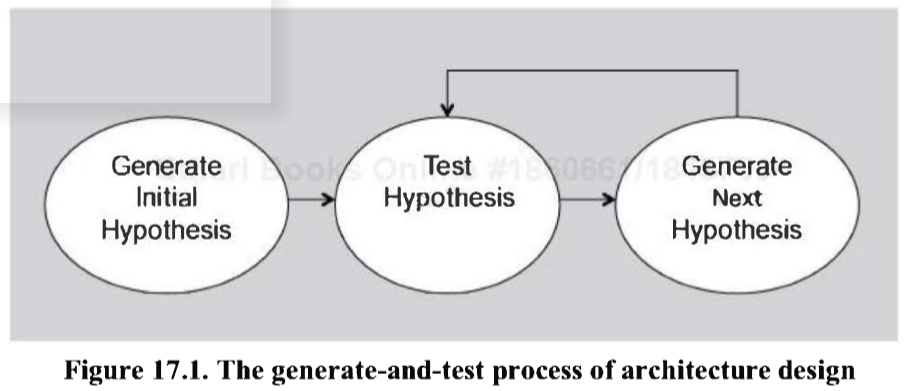 Generate
Initial
Hypothesis
Test
Hypothesis
Generate
Next
Hypothesis
Figure 17.1. The generate-and-test process of architecture design